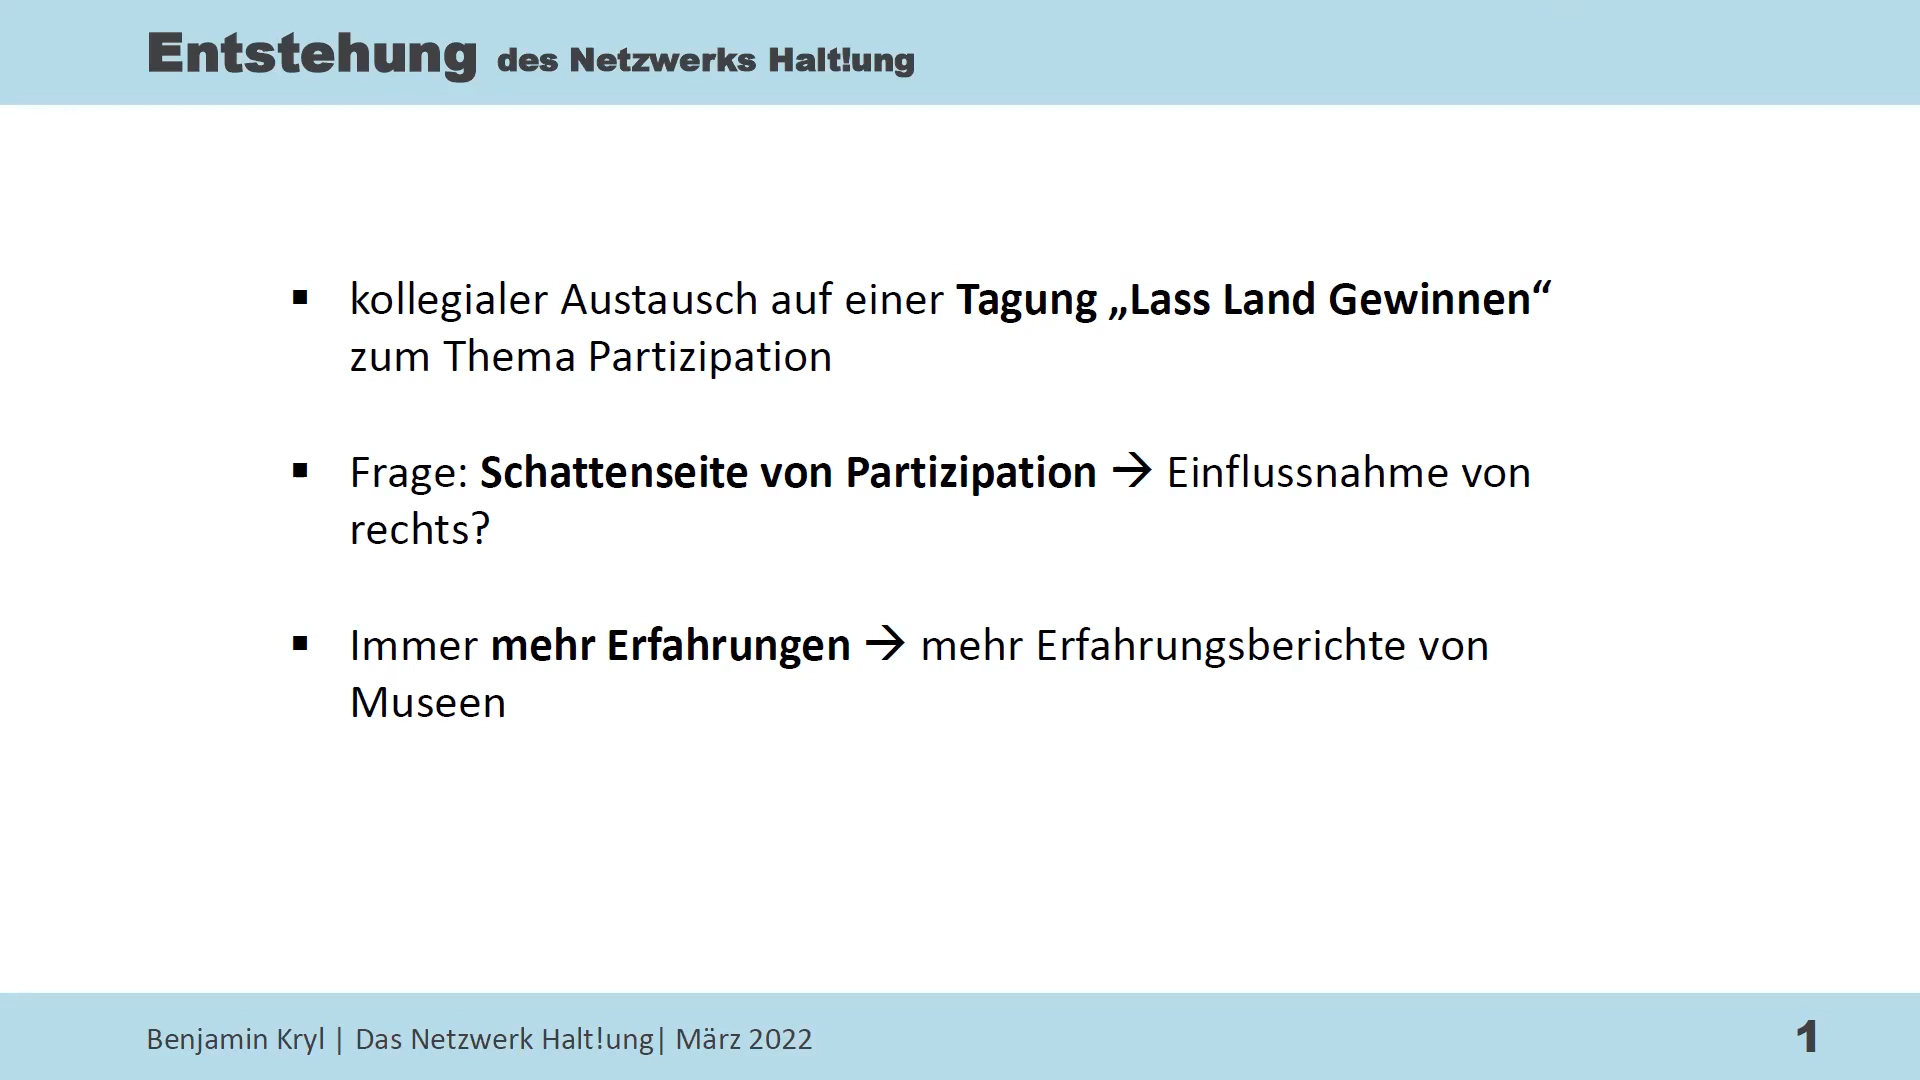 Entstehung des Netzwerks Halt!ung
▪ kollegialer Austausch auf einer Tagung „Lass Land Gewinnen“
zum Thema Partizipation
▪ Frage: Schattenseite von Partizipation → Einflussnahme von
rechts?
▪ Immer mehr Erfahrungen → mehr Erfahrungsberichte von
Museen
Benjamin Kryl | Das Netzwerk Halt!ung| März 2022
1